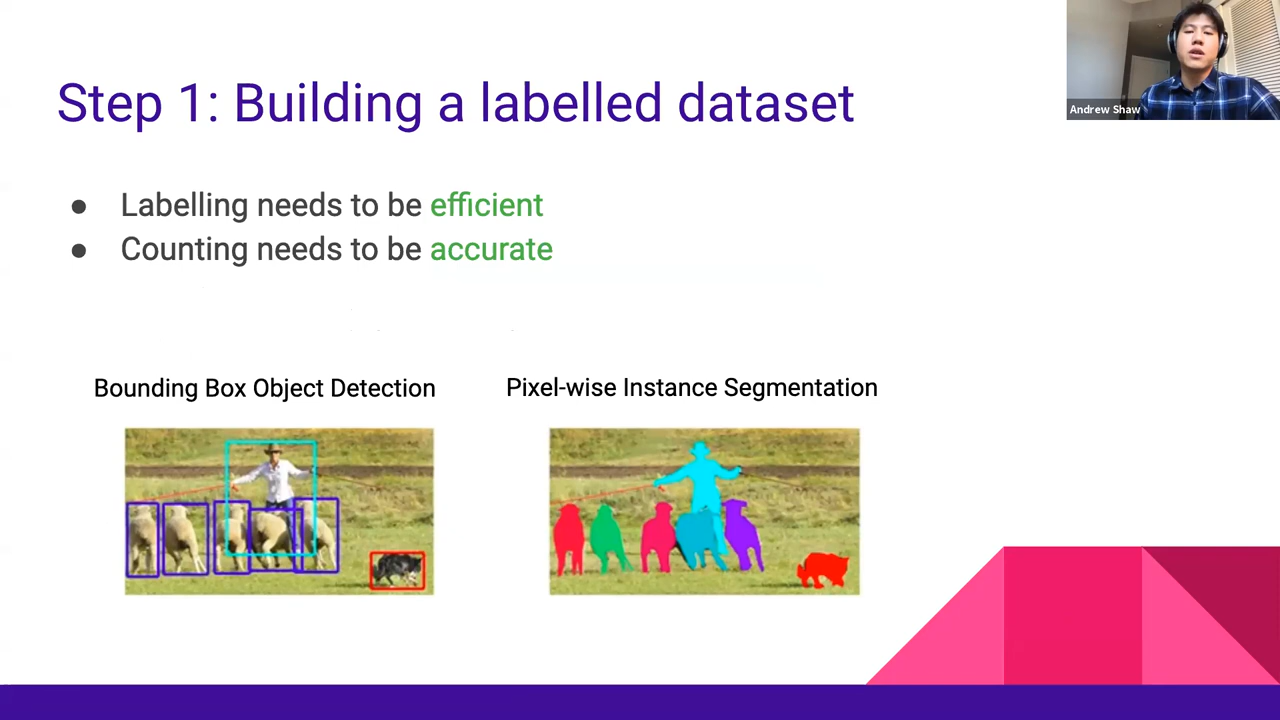 Step 1: Building a labelled dataset
Andrew Shaw
● Labelling needs to be efficient
● Counting needs to be accurate
Bounding Box Object Detection
Pixel-wise Instance Segmentation